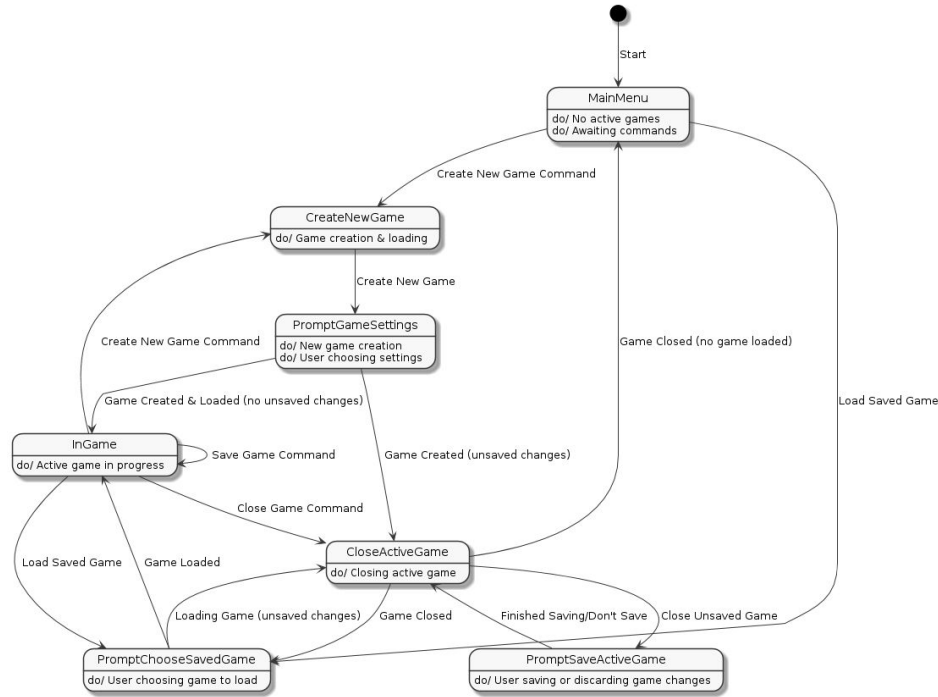 Start
MainMenu
do/ No active games
do/ Awaiting commands
Create New Game Command
CreateNewGame
do/ Game creation & loading
Create New Game
PromptGameSettings
do/ New game creation
do/ User choosing settings
Create New Game Command
Game Closed (no game loaded)
Load Saved Game
Game Created & Loaded (no unsaved changes)
InGame
do/ Active game in progress
Save Game Command
Game Created (unsaved changes)
Close Game Command
CloseActiveGame
do/ Closing active game
Load Saved Game
Game Loaded
Loading Game (unsaved changes)
Game Closed
Finished Saving/Don't Save
Close Unsaved Game
PromptChooseSavedGame
do/ User choosing game to load
PromptSaveActiveGame
do/ User saving or discarding game changes